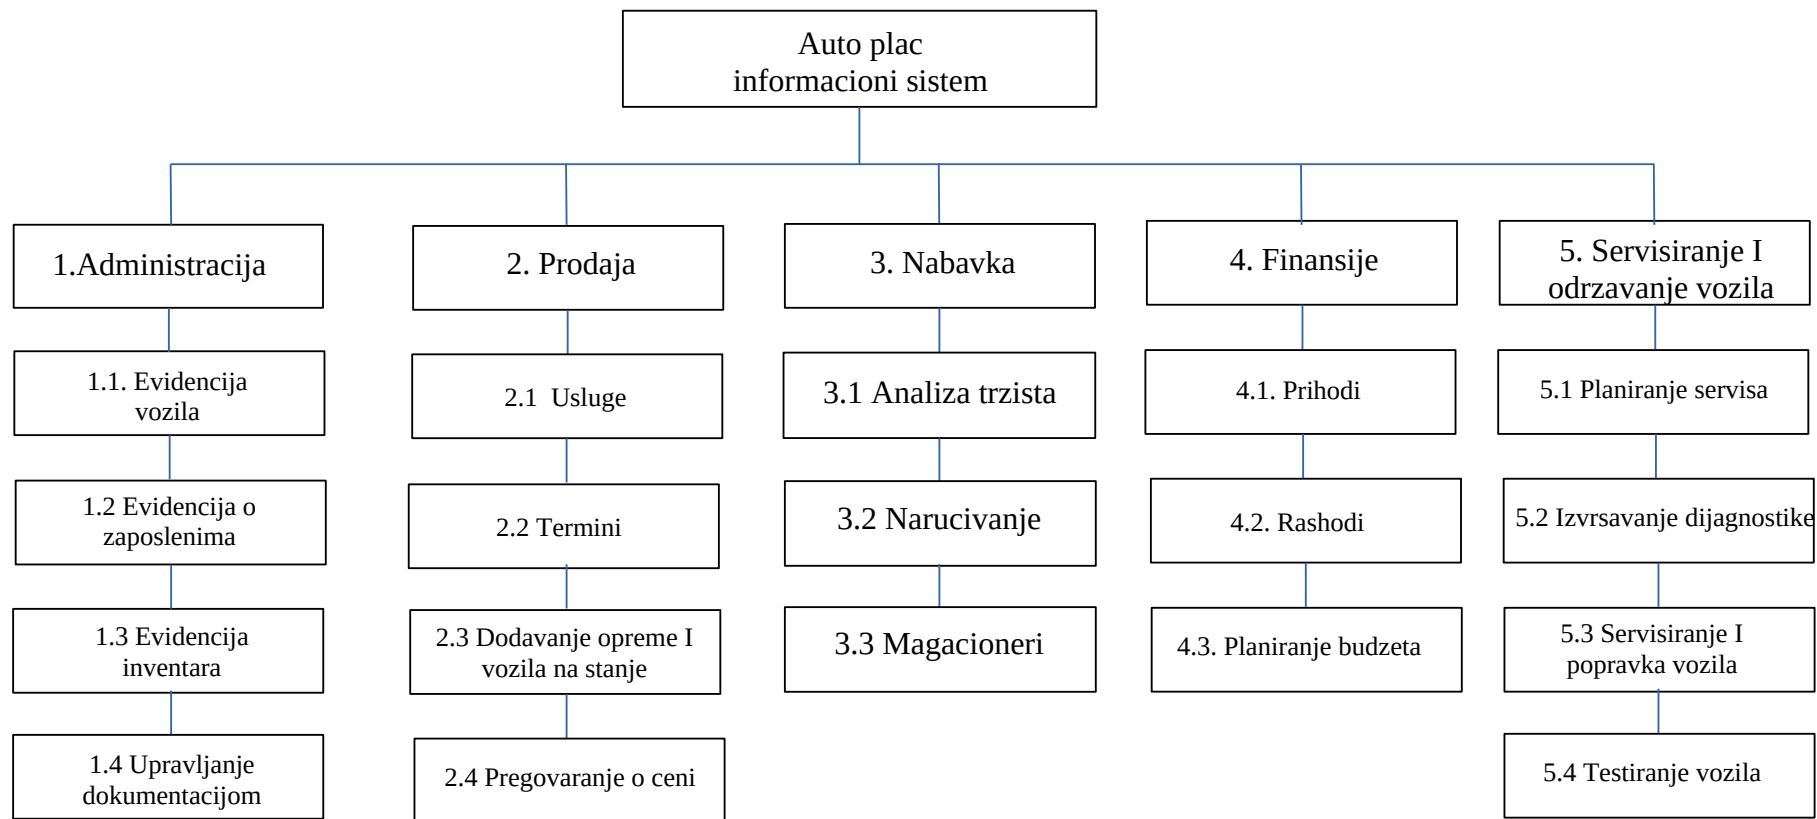 Auto plac
informacioni sistem
1.Administracija
2. Prodaja
3. Nabavka
4. Finansije
5. Servisiranje I
odrzavanje vozila
1.1. Evidencija
vozila
2.1 Usluge
3.1 Analiza trzista
4.1. Prihodi
5.1 Planiranje servisa
1.2 Evidencija o
zaposlenima
2.2 Termini
3.2 Narucivanje
4.2. Rashodi
5.2 Izvrsavanje dijagnostike
1.3 Evidencija
inventara
2.3 Dodavanje opreme I
vozila na stanje
3.3 Magacioneri
4.3. Planiranje budzeta
5.3 Servisiranje I
popravka vozila
1.4 Upravljanje
dokumentacijom
2.4 Pregovaranje o ceni
5.4 Testiranje vozila